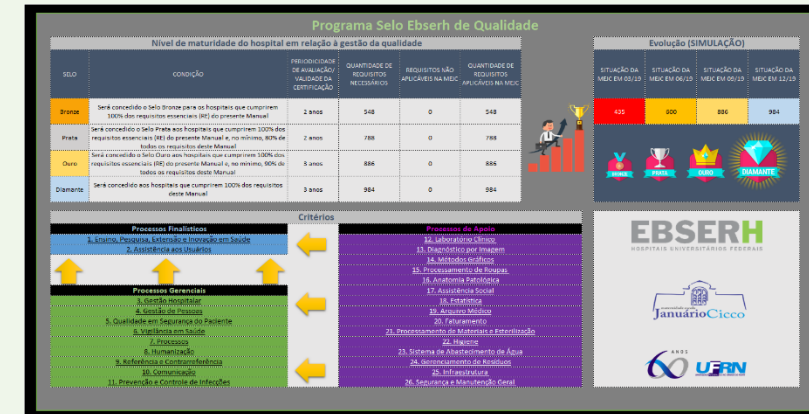 Programa Selo Ebserh de Qualidade
Nível de maturidade do hospital em relação à gestão da qualidade
SELO
CONDIÇÃO
PERIODICIDADE DE AVALIAÇÃO/ VALIDADE DA CERTIFICAÇÃO
QUANTIDADE DE REQUISITOS NECESSÁRIOS
REQUISITOS NÃO APLICÁVEIS NA MEJC
QUANTIDADE DE REQUISITOS APLICÁVEIS NA MEJC
Bronze
Será concedido o Selo Bronze para os hospitais que cumprirem
100% dos requisitos essenciais (RE) do presente Manual
2 anos
548
0
548
Prata
Será concedido o Selo Prata aos hospitais que cumprirem 100% dos
requisitos essenciais (RE) do presente Manual e, no mínimo, 80% de
todos os requisitos deste Manual
2 anos
788
0
788
Ouro
Será concedido o Selo Ouro aos hospitais que cumprirem 100% dos
requisitos essenciais (RE) do presente Manual e, no mínimo, 90% de
todos os requisitos deste Manual
3 anos
886
0
886
Diamante
Será concedido aos hospitais que cumprirem 100% dos requisitos
deste Manual
3 anos
984
0
984
Evolução (SIMULAÇÃO)
SITUAÇÃO DA MEJC EM 03/19
SITUAÇÃO DA MEJC EM 06/19
SITUAÇÃO DA MEJC EM 09/19
SITUAÇÃO DA MEJC EM 12/19
435
800
886
984
BRONZE
PRATA
OURO
DIAMANTE
Critérios
Processos Finalísticos
1. Ensino, Pesquisa, Extensão e Inovação em Saúde
2. Assistência aos Usuários
Processos Gerenciais
3. Gestão Hospitalar
4. Gestão de Pessoas
5. Qualidade em Segurança do Paciente
6. Vigilância em Saúde
7. Processos
8. Humanização
9. Referência e Contrarreferência
10. Comunicação
11. Prevenção e Controle de Infecções
Processos de Apoio
12. Laboratório Clínico
13. Diagnóstico por Imagem
14. Métodos Gráficos
15. Processamento de Roupas
16. Anatomia Patológica
17. Assistência Social
18. Estatística
19. Arquivo Médico
20. Faturamento
21. Processamento de Materiais e Esterilização
22. Higiene
23. Sistema de Abastecimento de Água
24. Gerenciamento de Resíduos
25. Infraestrutura
26. Segurança e Manutenção Geral
EBSERH
HOSPITAIS UNIVERSITÁRIOS FEDERAIS
JanuárioCicco
60 ANOS
UFRN